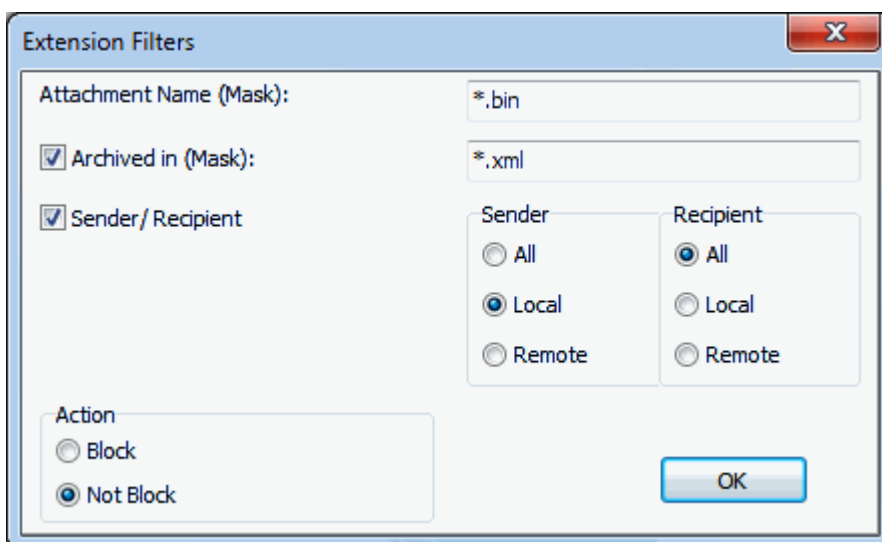 Extension Filters
Attachment Name (Mask): *.bin
Archived in (Mask): *.xml
Sender/ Recipient
Sender Recipient
All All
Local Local
Remote Remote
Action
Block
Not Block
OK